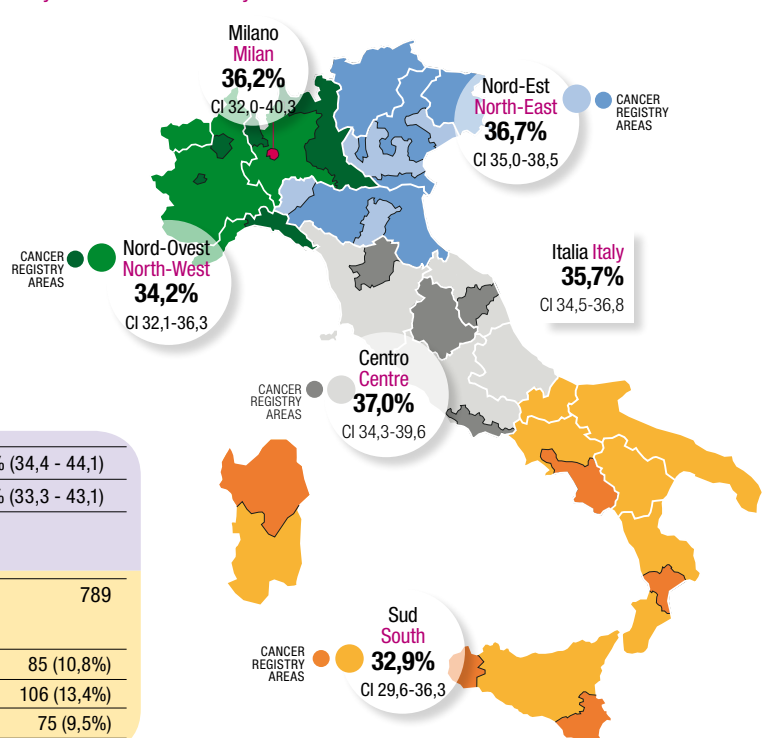 Milano
Milan
36,2%
CI 32,0-40,3
Nord-Est
North-East
36,7%
CI 35,0-38,5
CANCER
REGISTRY
AREAS
CANCER
REGISTRY
AREAS
Nord-Ovest
North-West
34,2%
CI 32,1-36,3
Italia Italy
35,7%
CI 34,5-36,8
CANCER
REGISTRY
AREAS
Centro
Centre
37,0%
CI 34,3-39,6
% (34,4 - 44,1)
% (33,3 - 43,1)
789
85 (10,8%)
106 (13,4%)
75 (9,5%)
CANCER
REGISTRY
AREAS
Sud
South
32,9%
CI 29,6-36,3